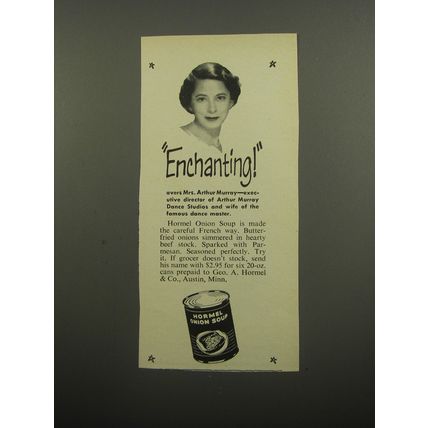 "Enchanting!"
avers Mrs. Arthur Murray—exec-
utive director of Arthur Murray
Dance Studios and wife of the
famous dance master.
Hormel Onion Soup is made
the careful French way. Butter-
fried onions simmered in hearty
beef stock. Sparked with Par-
mesan. Seasoned perfectly. Try
it. If grocer doesn't stock, send
his name with $2.95 for six 20-oz.
cans prepaid to Geo. A. Hormel
& Co., Austin, Minn.
HORMEL
ONION SOUP